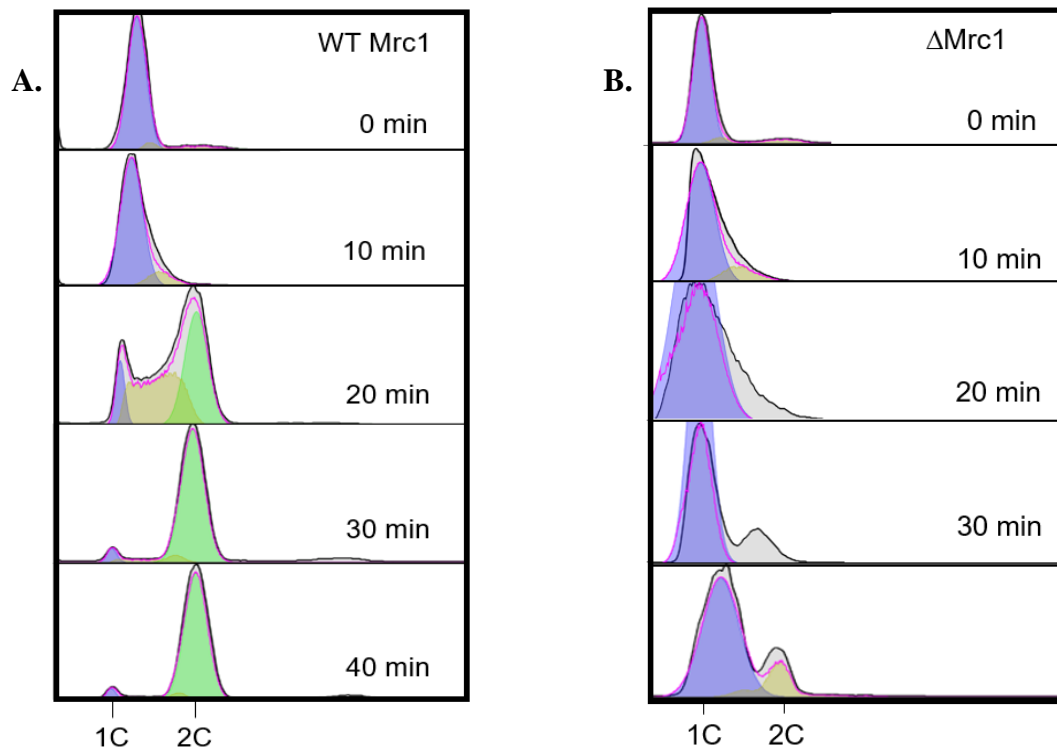 A.
WT Mrc1
0 min
10 min
20 min
30 min
40 min
1C 2C
B.
ΔMrc1
0 min
10 min
20 min
30 min
1C 2C